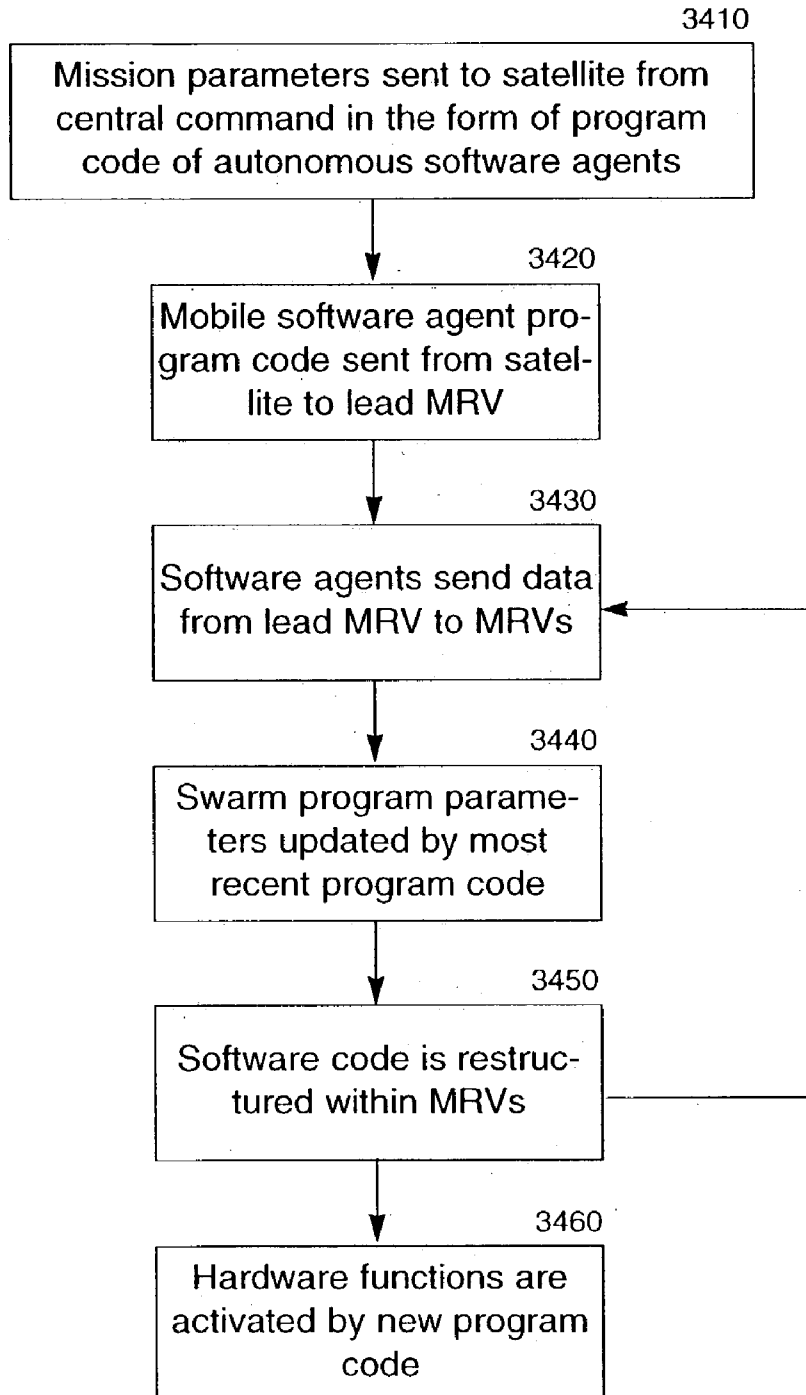 3410
Mission parameters sent to satellite from
central command in the form of program
code of autonomous software agents
3420
Mobile software agent pro-
gram code sent from satel-
lite to lead MRV
3430
Software agents send data
from lead MRV to MRVs
3440
Swarm program parame-
ters updated by most
recent program code
3450
Software code is restruc-
tured within MRVs
3460
Hardware functions are
activated by new program
code